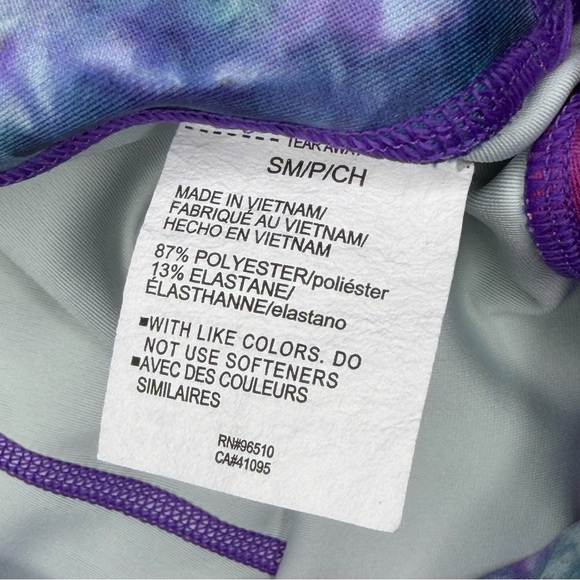 TEAR AWAY
SM/P/CH
MADE IN VIETNAM/
FABRIQUÉ AU VIETNAM/
HECHO EN VIETNAM
87% POLYESTER/poliéster
13% ELASTANE/
ÉLASTHANNE/elastano
▪WITH LIKE COLORS. DO
NOT USE SOFTENERS
▪AVEC DES COULEURS
SIMILAIRES
RN#96510
CA#41095